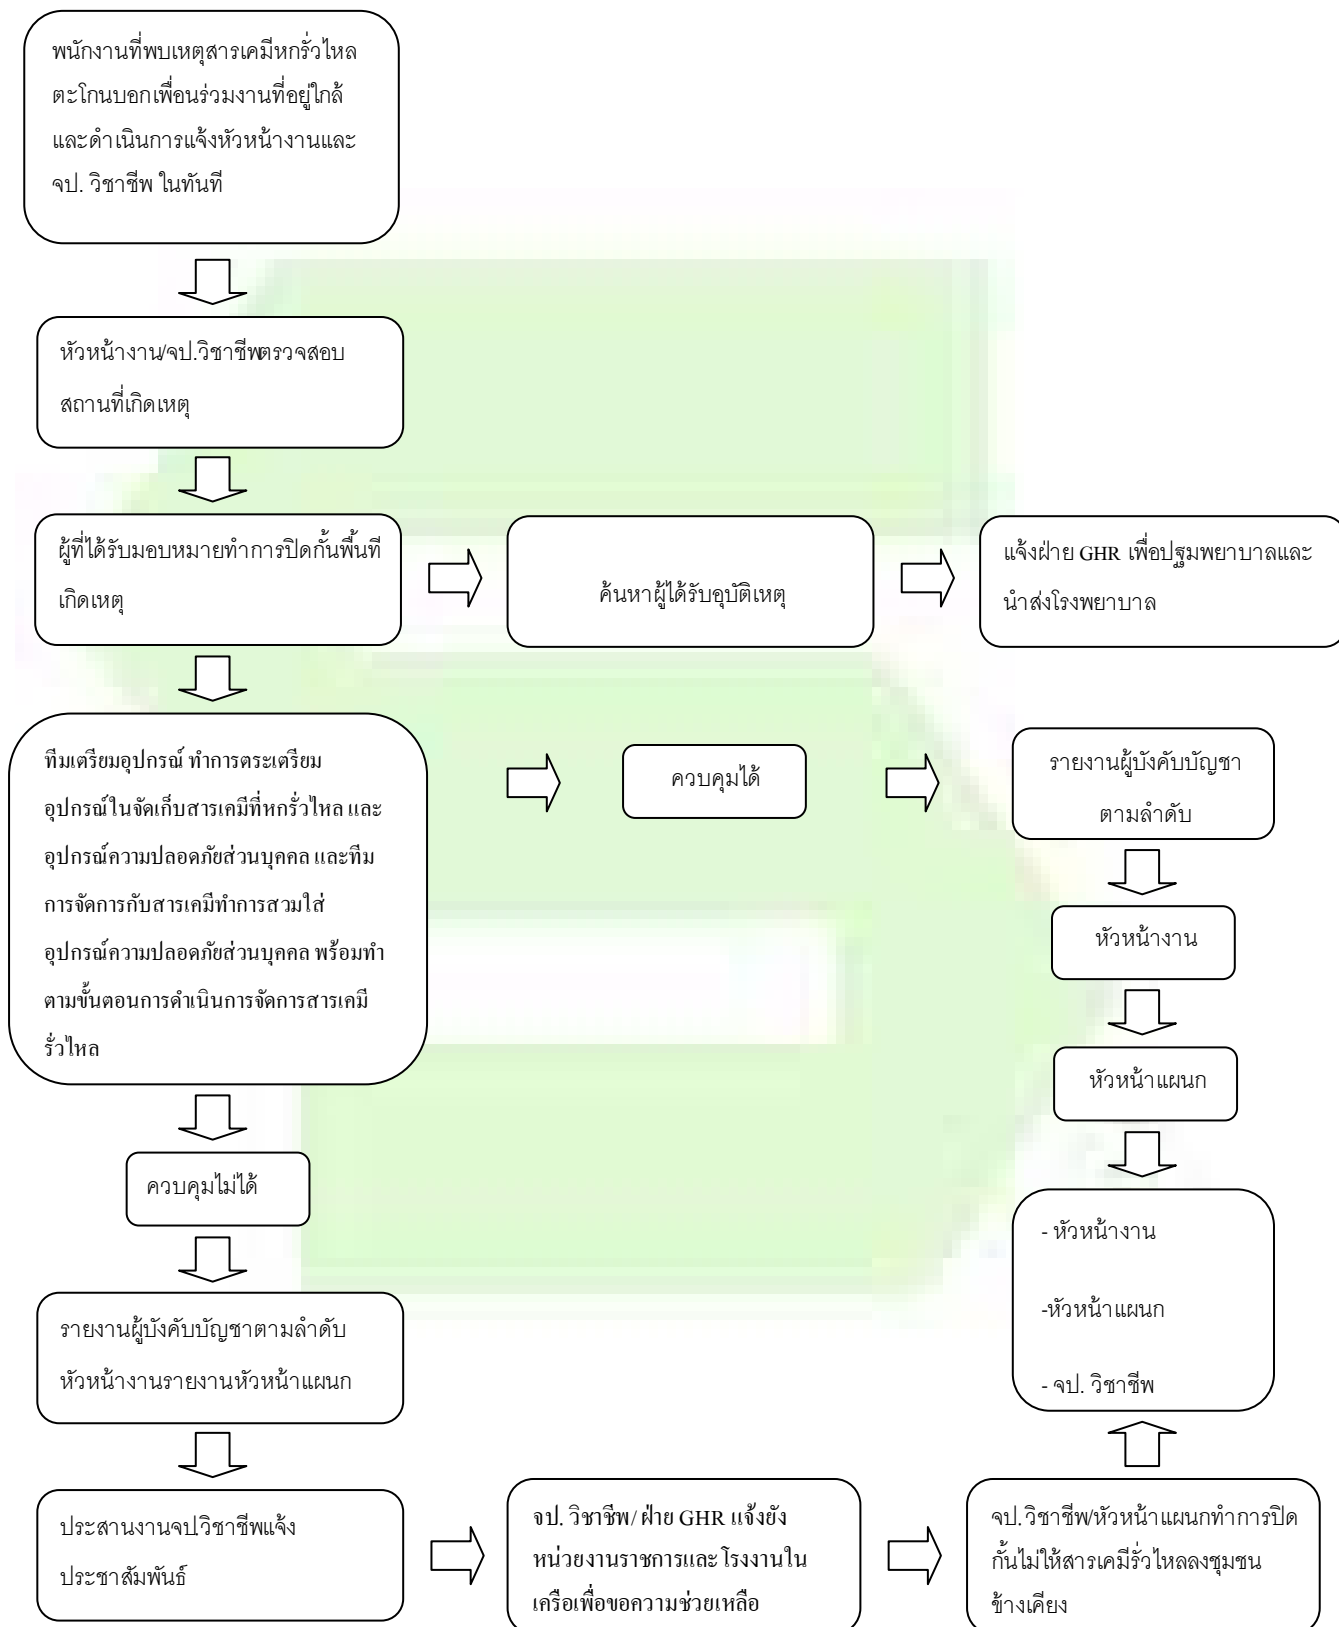 พนักงานที่พบเหตุสารเคมีหกรั่วไหล
ตะโกนบอกเพื่อนร่วมงานที่อยู่ใกล้
และดำเนินการแจ้งหัวหน้างานและ
จป. วิชาชีพ ในทันที
หัวหน้างาน/จป.วิชาชีพตรวจสอบ
สถานที่เกิดเหตุ
ผู้ที่ได้รับมอบหมายทำการปิดกั้นพื้นที่
เกิดเหตุ
ค้นหาผู้ได้รับอุบัติเหตุ
แจ้งฝ่าย GHR เพื่อปฐมพยาบาลและ
นำส่งโรงพยาบาล
ทีมเตรียมอุปกรณ์ ทำการตระเตรียม
อุปกรณ์ในจัดเก็บสารเคมีที่หกรั่วไหล และ
อุปกรณ์ความปลอดภัยส่วนบุคคล และทีม
การจัดการกับสารเคมีทำการสวมใส่
อุปกรณ์ความปลอดภัยส่วนบุคคล พร้อมทำ
ตามขั้นตอนการดำเนินการจัดการสารเคมี
รั่วไหล
ควบคุมได้
รายงานผู้บังคับบัญชา
ตามลำดับ
หัวหน้างาน
หัวหน้าแผนก
ควบคุมไม่ได้
- หัวหน้างาน
-หัวหน้าแผนก
- จป. วิชาชีพ
รายงานผู้บังคับบัญชาตามลำดับ
หัวหน้างานรายงานหัวหน้าแผนก
ประสานงานจปวิชาชีพแจ้ง
ประชาสัมพันธ์
จป. วิชาชีพ/ ฝ่าย GHR แจ้งยัง
หน่วยงานราชการและ โรงงานใน
เครือเพื่อขอความช่วยเหลือ
จป.วิชาชีพ/หัวหน้าแผนกทำการปิด
กั้นไม่ให้สารเคมีรั่วไหลลงชุมชน
ข้างเคียง